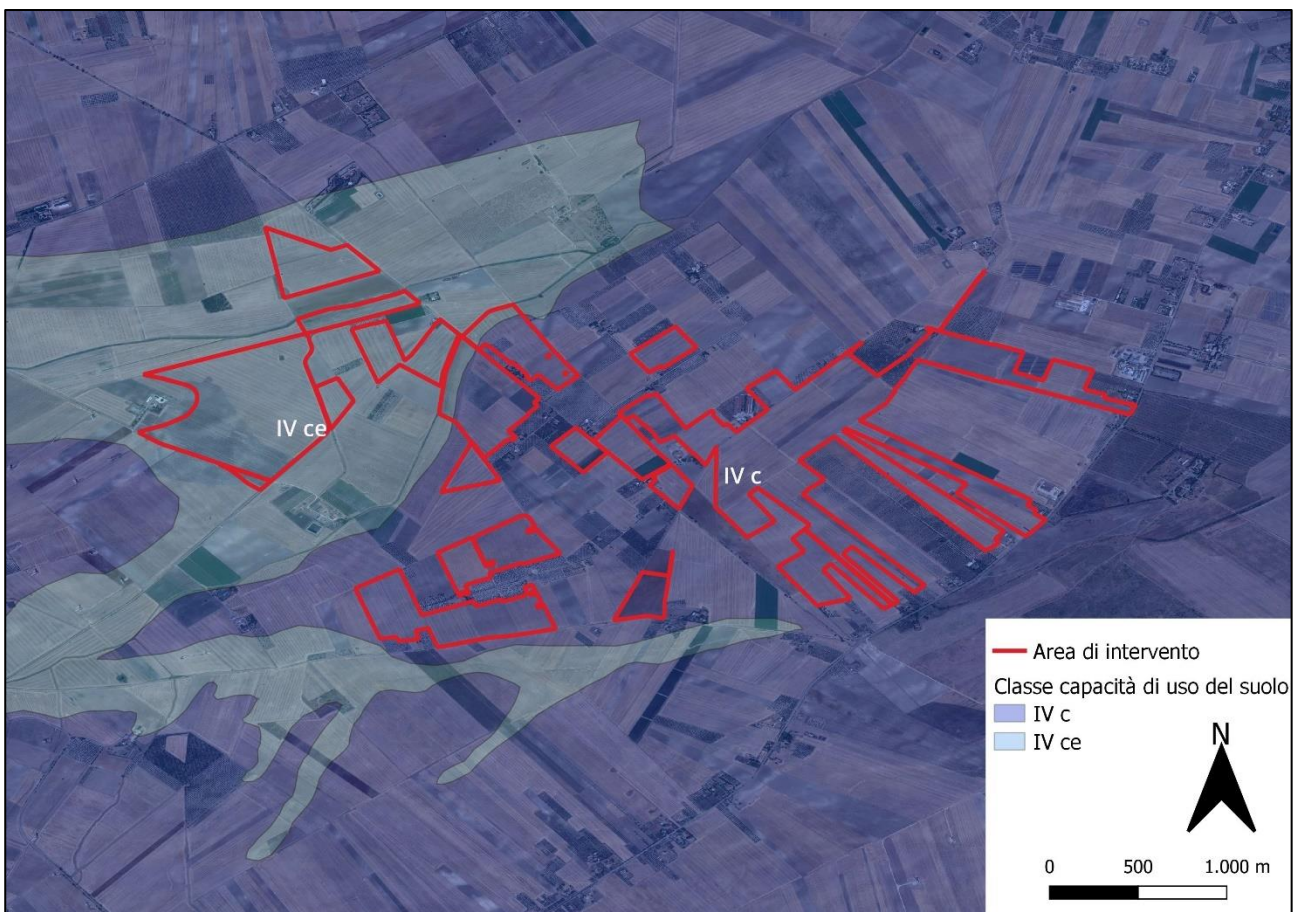 IV ce
IV c
Area di intervento
Classe capacità di uso del suolo
IV c
IV ce
N
0 500 1.000 m